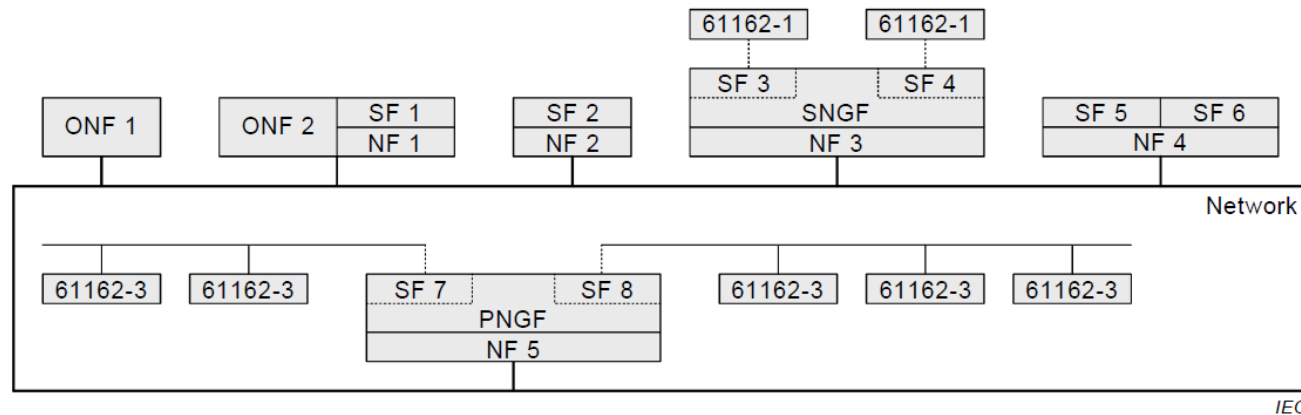 61162-1 61162-1
SF 3 SF 4
ONF 1 ONF 2 SF 1 SF 2 SNGF SF 5 SF 6
NF 1 NF 2 NF 3 NF 4
Network
61162-3 61162-3 SF 7 SF 8 61162-3 61162-3 61162-3
PNGF
NF 5
IEC